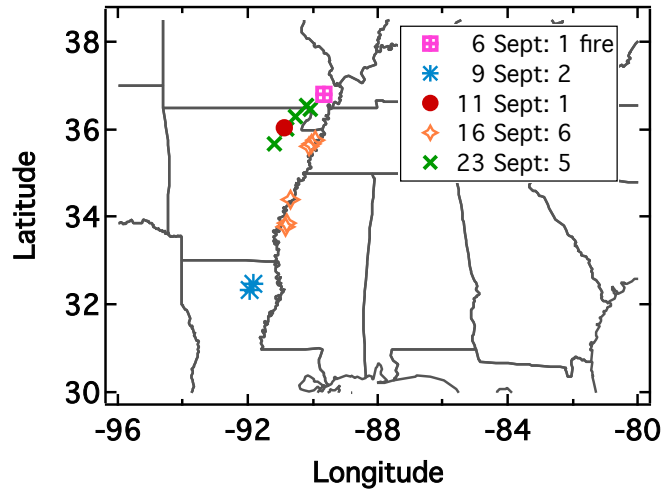 38
36
34
32
30
Latitude
6 Sept: 1 fire
9 Sept: 2
11 Sept: 1
16 Sept: 6
23 Sept: 5
-96 -92 -88 -84 -80
Longitude